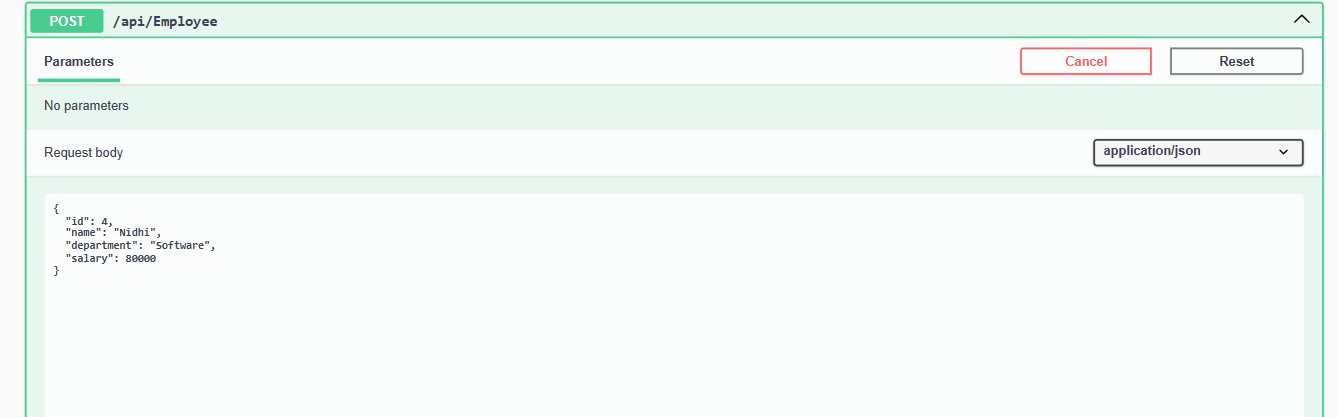 POST /api/Employee
Parameters Cancel Reset
No parameters
Request body application/json
{
  "id": 4,
  "name": "Nidhi",
  "department": "Software",
  "salary": 80000
}